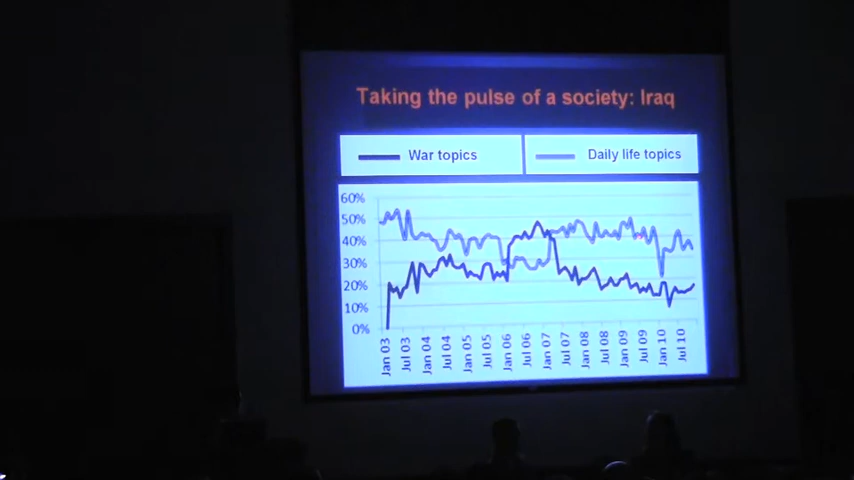 Taking the pulse of a society: Iraq
War topics
Daily life topics
60%
50%
40%
30%
20%
10%
0%
Jan 03
Jul 03
Jan 04
Jul 04
Jan 05
Jul 05
Jan 06
Jul 06
Jan 07
Jul 07
Jan 08
Jul 08
Jan 09
Jul 09
Jan 10
Jul 10